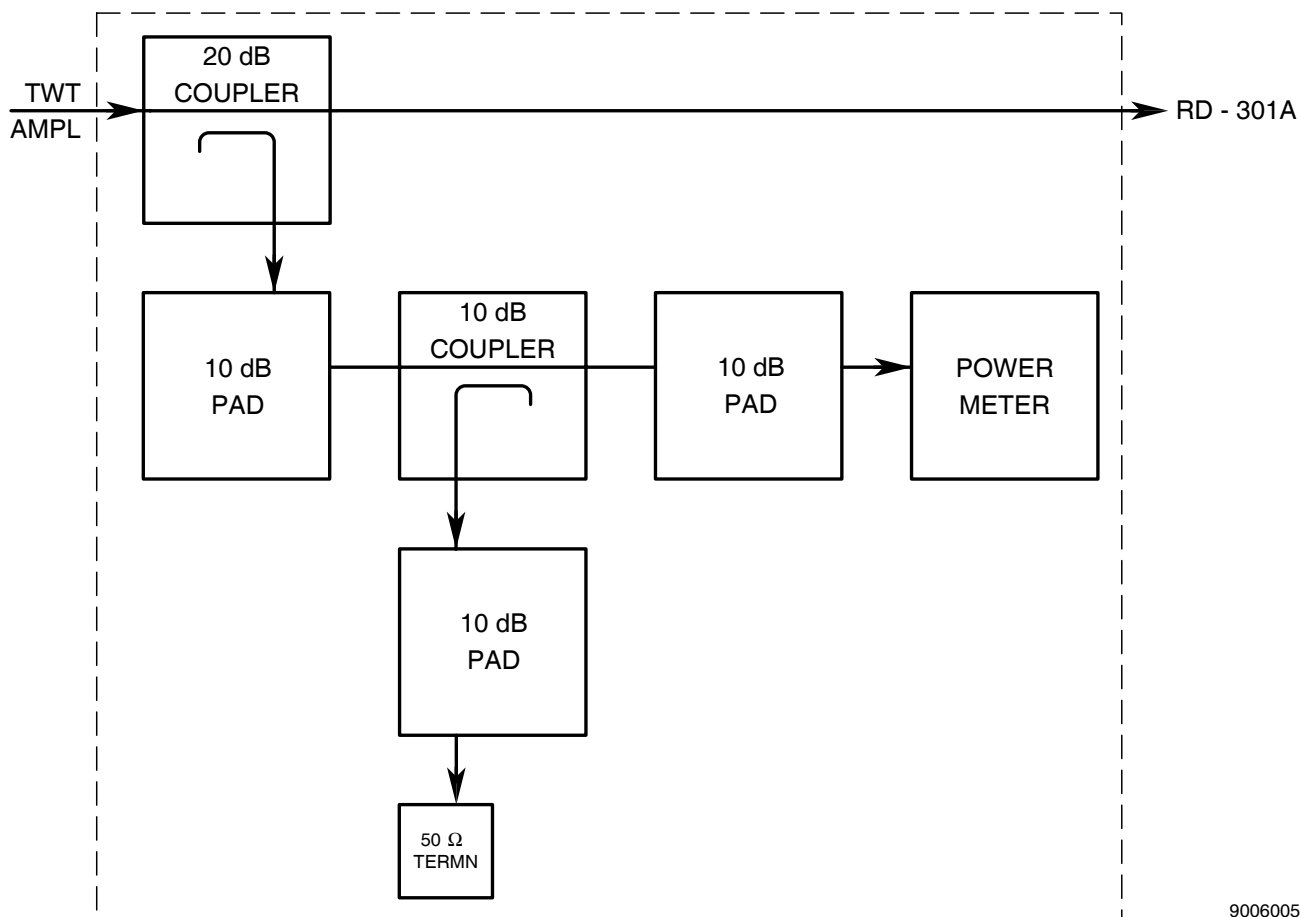 20 dB
COUPLER
TWT
AMPL
RD - 301A
10 dB
PAD
10 dB
COUPLER
10 dB
PAD
POWER
METER
10 dB
PAD
50 Ω
TERMN
9006005